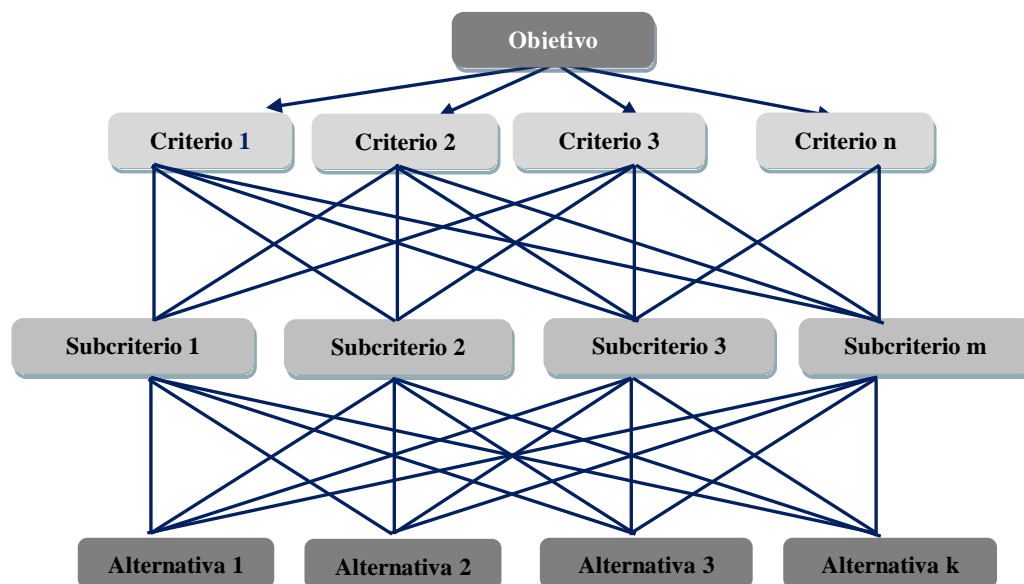 Objetivo
Criterio 1
Criterio 2
Criterio 3
Criterio n
Subcriterio 1
Subcriterio 2
Subcriterio 3
Subcriterio m
Alternativa 1
Alternativa 2
Alternativa 3
Alternativa k